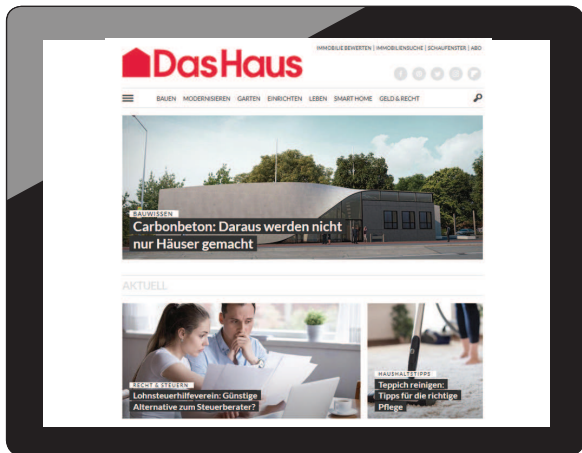 IMMOBILIE BEWERTEN | IMMOBILIENSUCHE | SCHAUFENSTER | ABO
DasHaus
BAUEN MODERNISIEREN GARTEN EINRICHTEN LEBEN SMART HOME GELD & RECHT
BAUWISSEN
Carbonbeton: Daraus werden nicht
nur Häuser gemacht
AKTUELL
RECHT & STEUERN
Lohnsteuerhilfeverein: Günstige
Alternative zum Steuerberater?
HAUSHALTSTIPPS
Teppich reinigen:
Tipps für die richtige
Pflege